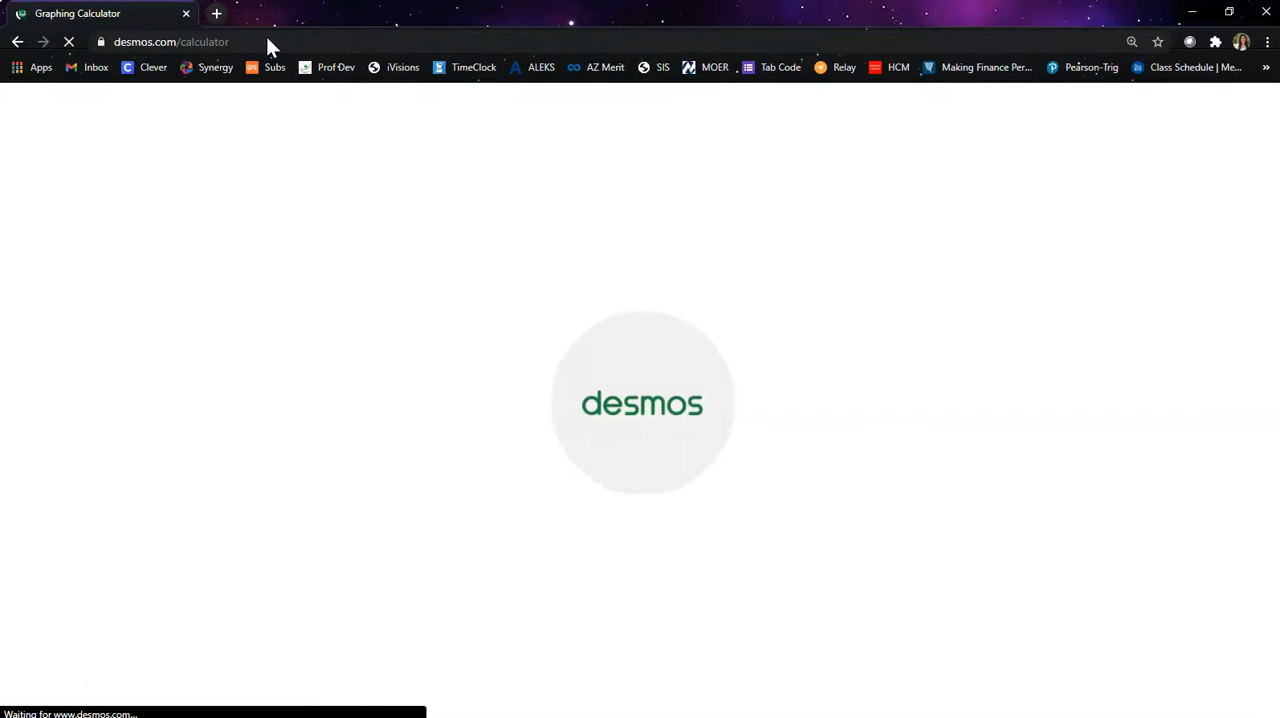 Graphing Calculator
desmos.com/calculator
Apps Inbox Clever Synergy SFE Subs Prof Dev iVisions TimeClock ALEKS AZ Merit SIS MOER Tab Code Relay HCM Making Finance Per... Pearson-Trig Class Schedule | Me... »
desmos
Waiting for www.desmos.com...